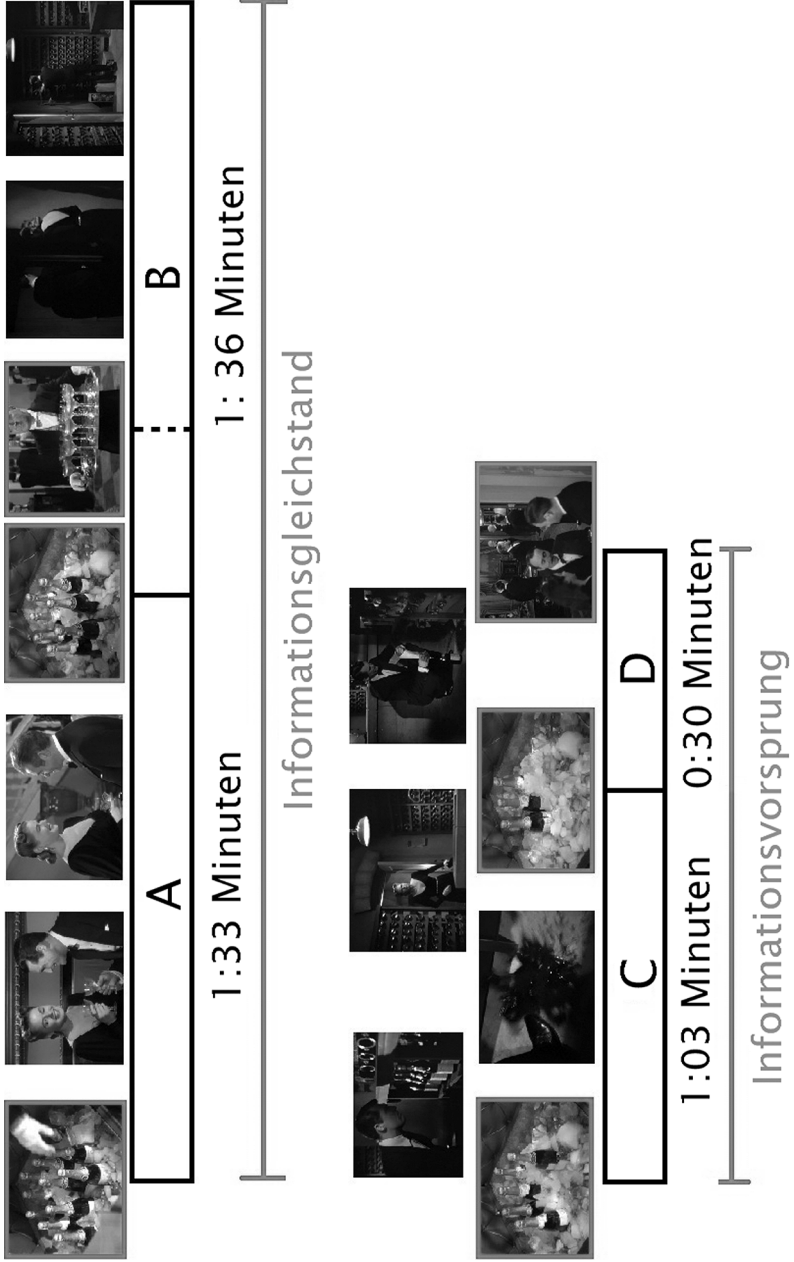 A
B
1:33 Minuten
1: 36 Minuten
Informationsgleichstand
C
D
1:03 Minuten
0:30 Minuten
Informationsvorsprung